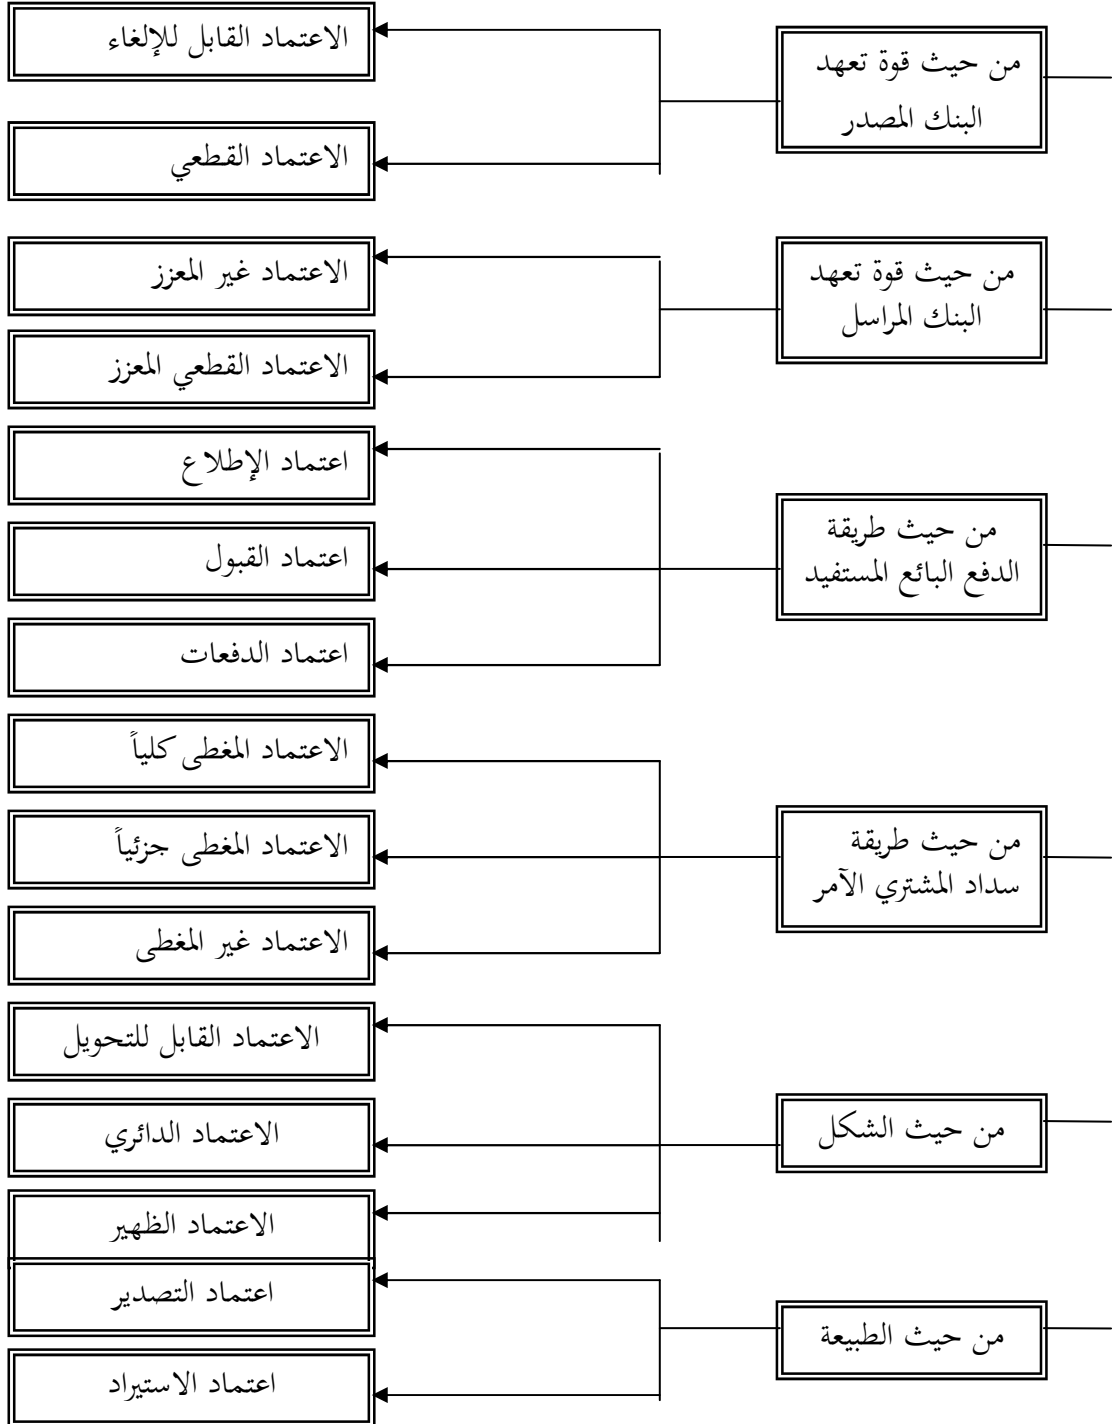 من حيث قوة تعهد
البنك المصدر
الاعتماد القابل للإلغاء
الاعتماد القطعي
من حيث قوة تعهد
البنك المراسل
الاعتماد غير المعزز
الاعتماد القطعي المعزز
من حيث طريقة
الدفع البائع المستفيد
اعتماد الإطلاع
اعتماد القبول
اعتماد الدفعات
من حيث طريقة
سداد المشتري الآمر
الاعتماد المغطى كلياً
الاعتماد المغطى جزئياً
الاعتماد غير المغطى
من حيث الشكل
الاعتماد القابل للتحويل
الاعتماد الدائري
الاعتماد الظهير
من حيث الطبيعة
اعتماد التصدير
اعتماد الاستيراد